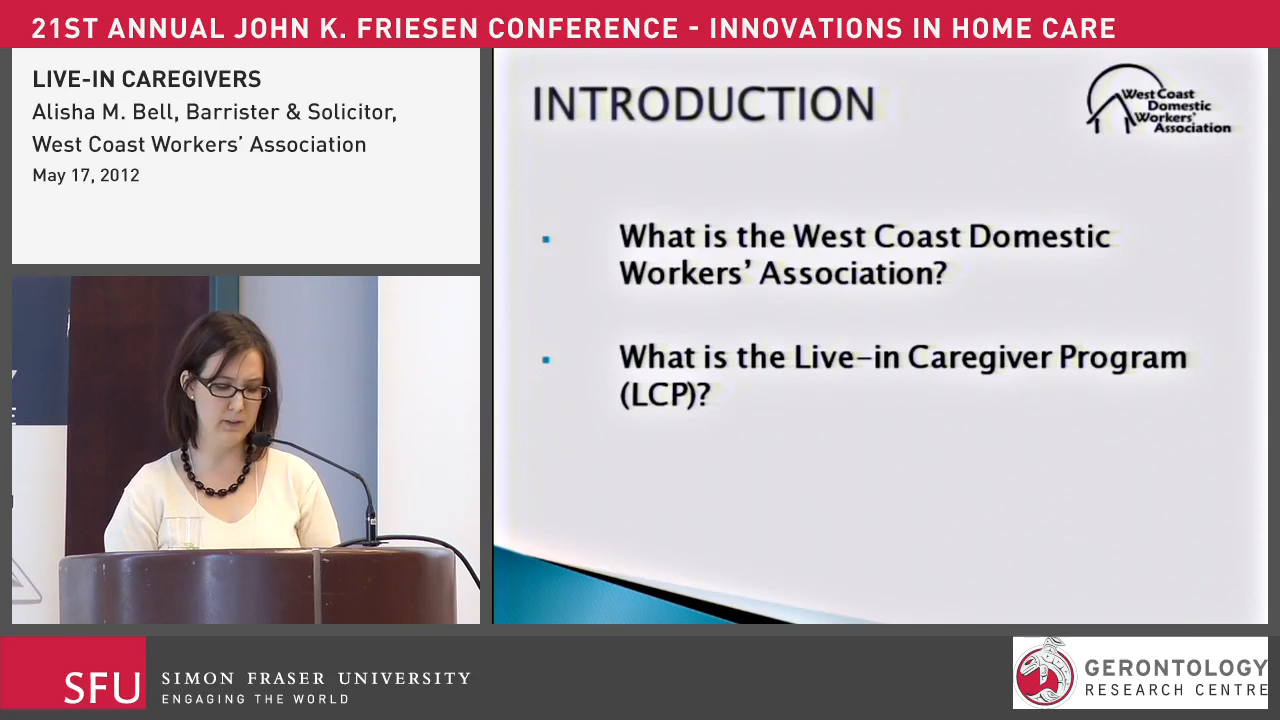 21ST ANNUAL JOHN K. FRIESEN CONFERENCE - INNOVATIONS IN HOME CARE
LIVE-IN CAREGIVERS
Alisha M. Bell, Barrister & Solicitor,
West Coast Workers’ Association
May 17, 2012
INTRODUCTION
West Coast
Domestic
Workers'
Association
What is the West Coast Domestic
Workers’ Association?
What is the Live-in Caregiver Program
(LCP)?
SFU
SIMON FRASER UNIVERSITY
ENGAGING THE WORLD
GERONTOLOGY
RESEARCH CENTRE